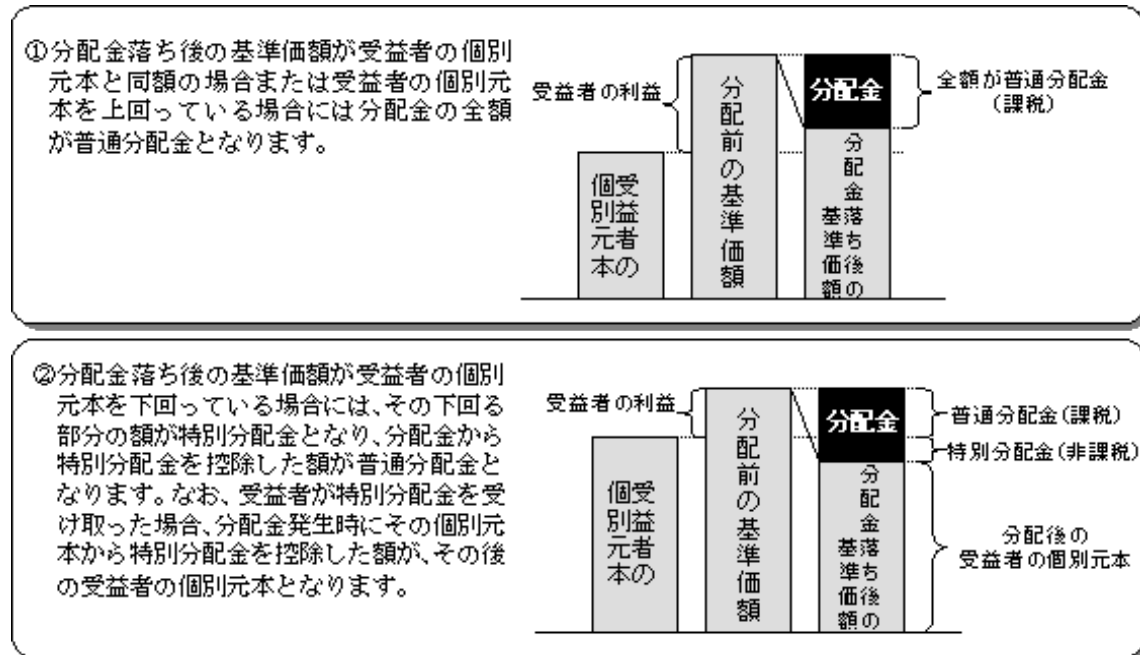 ①分配金落ち後の基準価額が受益者の個別
元本と同額の場合または受益者の個別元
本を上回っている場合には分配金の全額
が普通分配金となります。
受益者の利益
受益者の
個別元本
分配前の基準価額
分配金
分配金落ち後の
基準価額
全額が普通分配金
(課税)
②分配金落ち後の基準価額が受益者の個別
元本を下回っている場合には、その下回る
部分の額が特別分配金となり、分配金から
特別分配金を控除した額が普通分配金と
なります。なお、受益者が特別分配金を受
け取った場合、分配金発生時にその個別元
本から特別分配金を控除した額が、その後
の受益者の個別元本となります。
受益者の利益
受益者の
個別元本
分配前の基準価額
分配金
分配金落ち後の
基準価額
普通分配金(課税)
特別分配金(非課税)
分配後の
受益者の個別元本